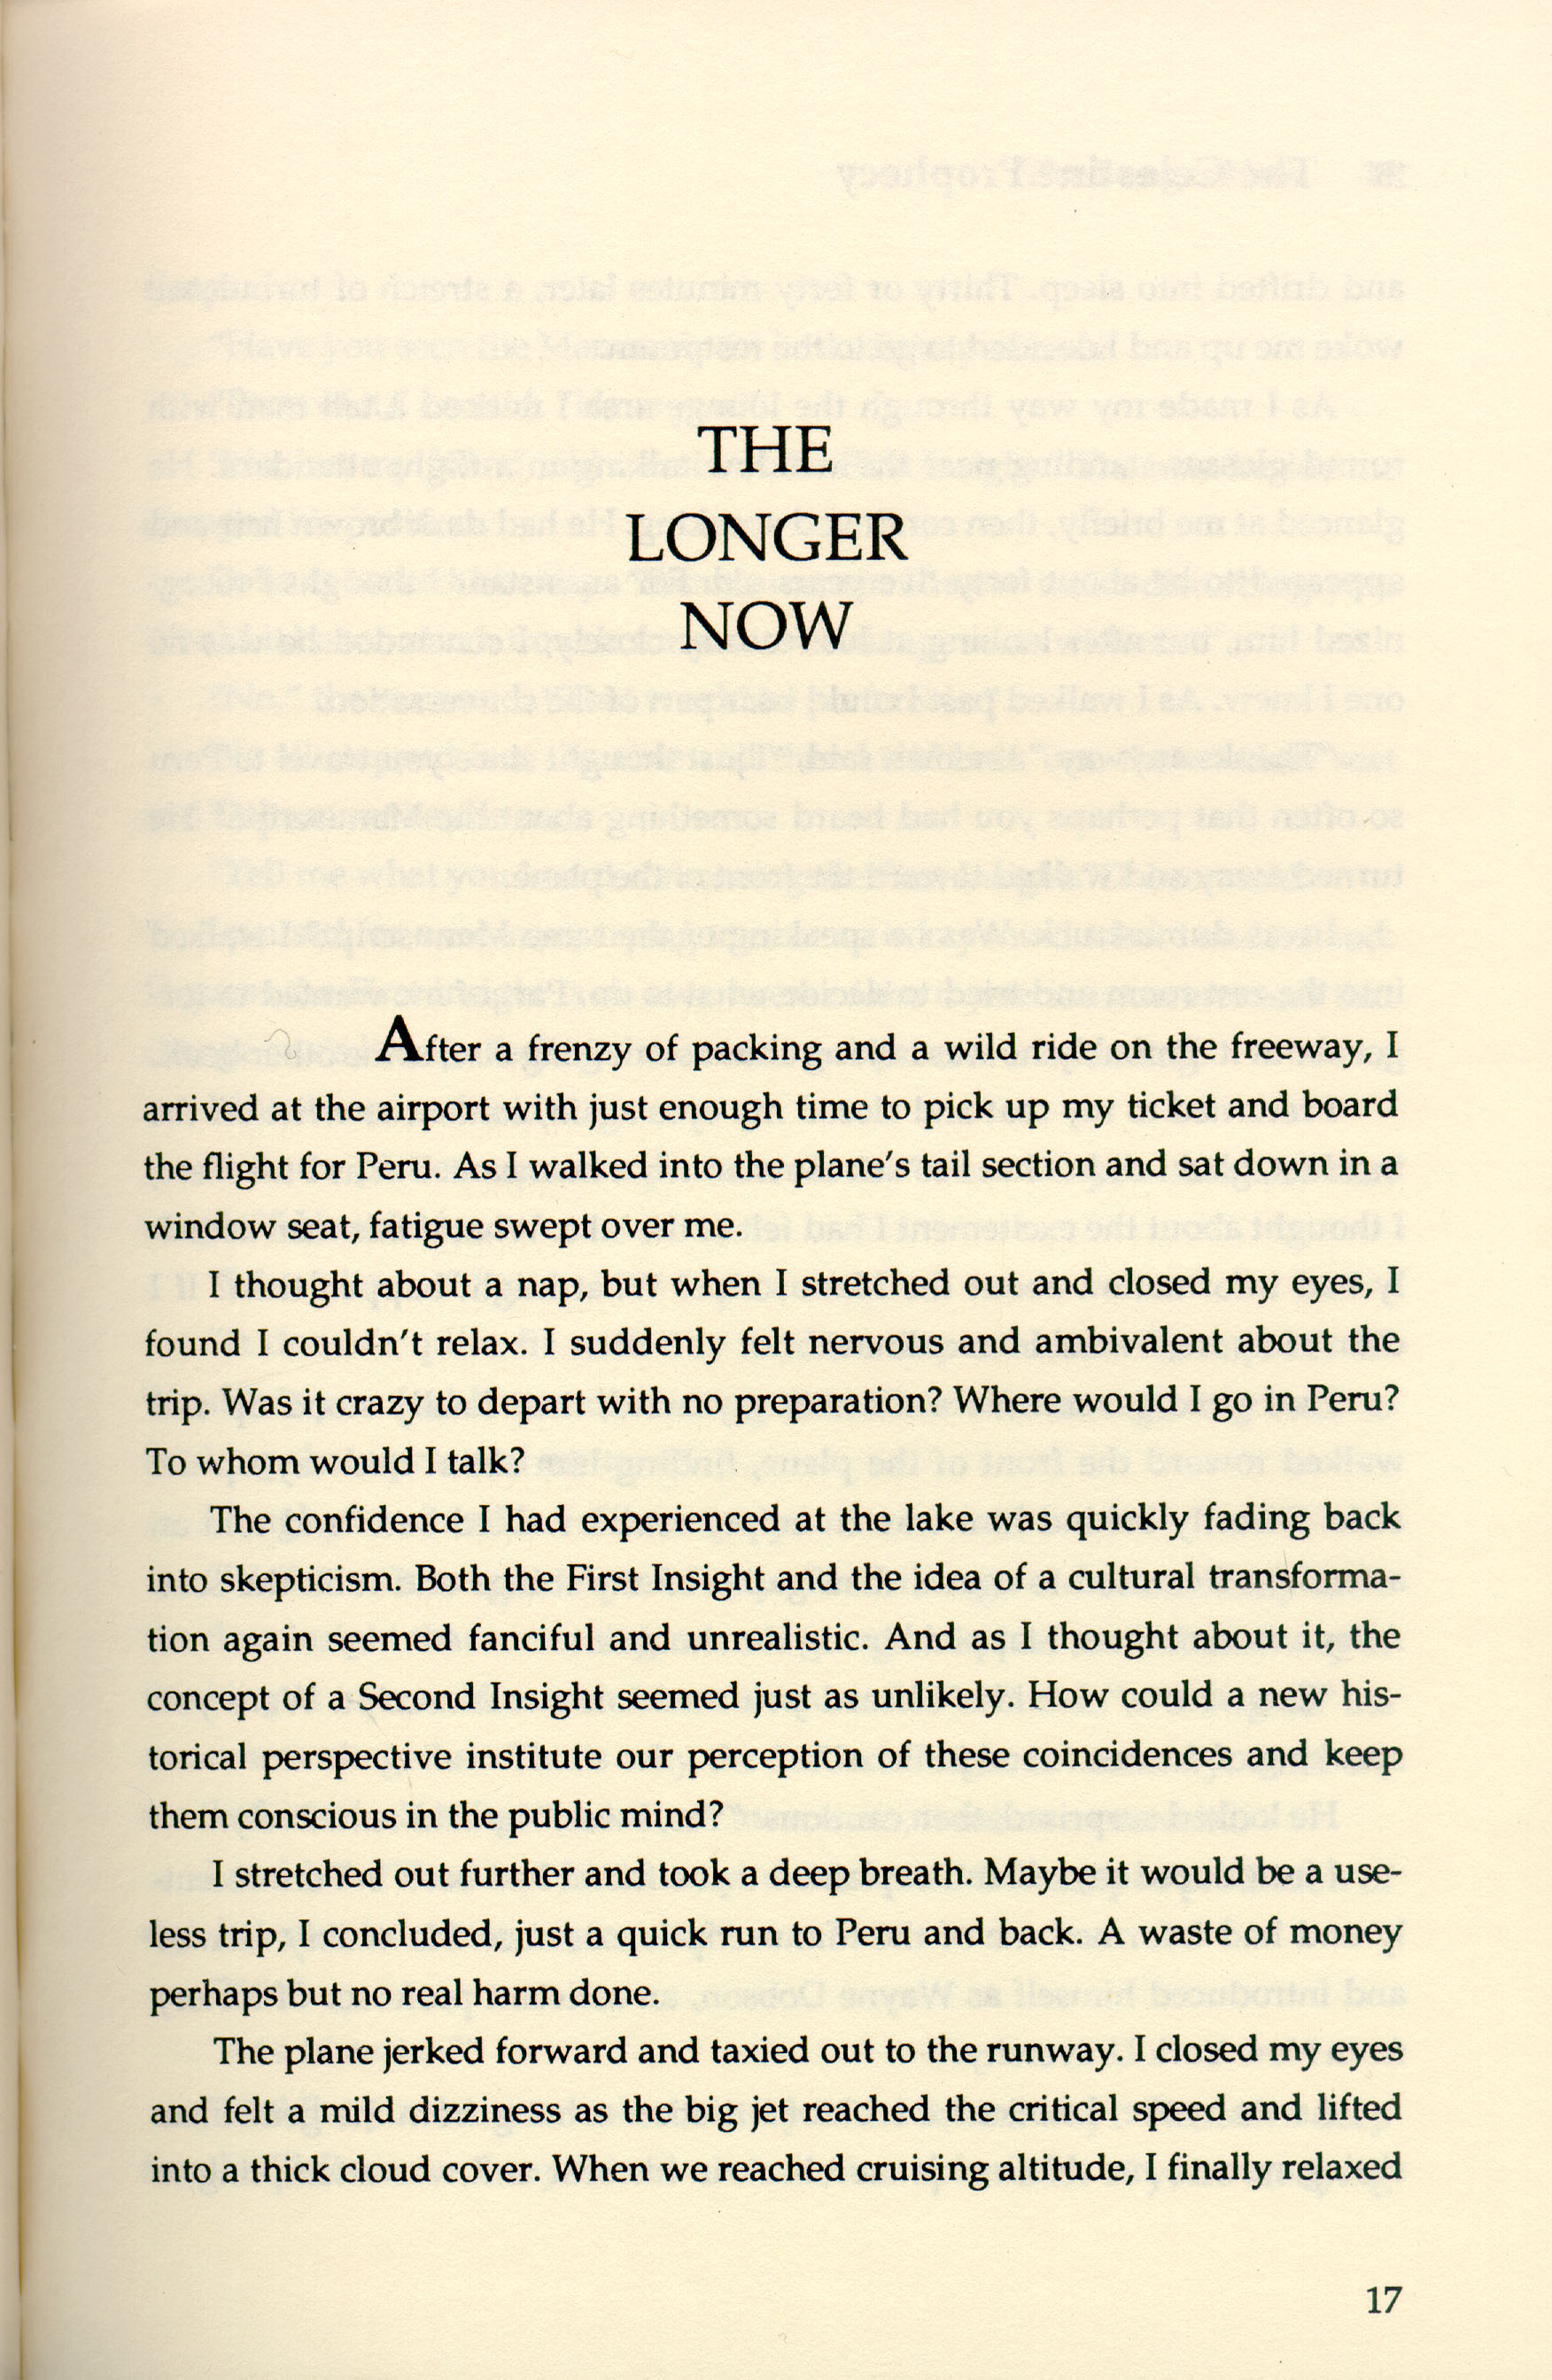 THE
LONGER
NOW
After a frenzy of packing and a wild ride on the freeway, I
arrived at the airport with just enough time to pick up my ticket and board
the flight for Peru. As I walked into the plane's tail section and sat down in a
window seat, fatigue swept over me.
I thought about a nap, but when I stretched out and closed my eyes, I
found I couldn't relax. I suddenly felt nervous and ambivalent about the
trip. Was it crazy to depart with no preparation? Where would I go in Peru?
To whom would I talk?
The confidence I had experienced at the lake was quickly fading back
into skepticism. Both the First Insight and the idea of a cultural transforma-
tion again seemed fanciful and unrealistic. And as I thought about it, the
concept of a Second Insight seemed just as unlikely. How could a new his-
torical perspective institute our perception of these coincidences and keep
them conscious in the public mind?
I stretched out further and took a deep breath. Maybe it would be a use-
less trip, I concluded, just a quick run to Peru and back. A waste of money
perhaps but no real harm done.
The plane jerked forward and taxied out to the runway. I closed my eyes
and felt a mild dizziness as the big jet reached the critical speed and lifted
into a thick cloud cover. When we reached cruising altitude, I finally relaxed
17